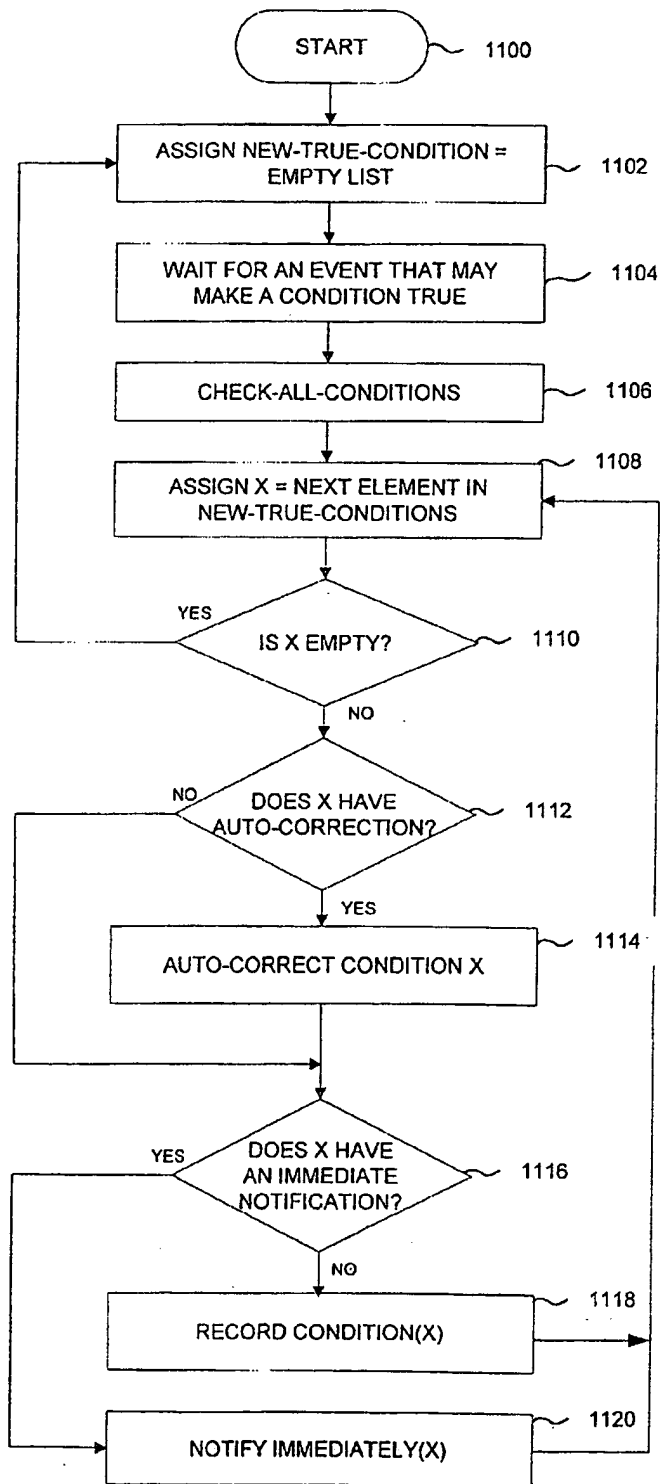 START
1100
ASSIGN NEW-TRUE-CONDITION =
EMPTY LIST
1102
WAIT FOR AN EVENT THAT MAY
MAKE A CONDITION TRUE
1104
CHECK-ALL-CONDITIONS
1106
1108
ASSIGN X = NEXT ELEMENT IN
NEW-TRUE-CONDITIONS
YES
IS X EMPTY?
1110
NO
NO
DOES X HAVE
AUTO-CORRECTION?
1112
YES
AUTO-CORRECT CONDITION X
1114
YES
DOES X HAVE
AN IMMEDIATE
NOTIFICATION?
1116
NO
1118
RECORD CONDITION(X)
1120
NOTIFY IMMEDIATELY(X)